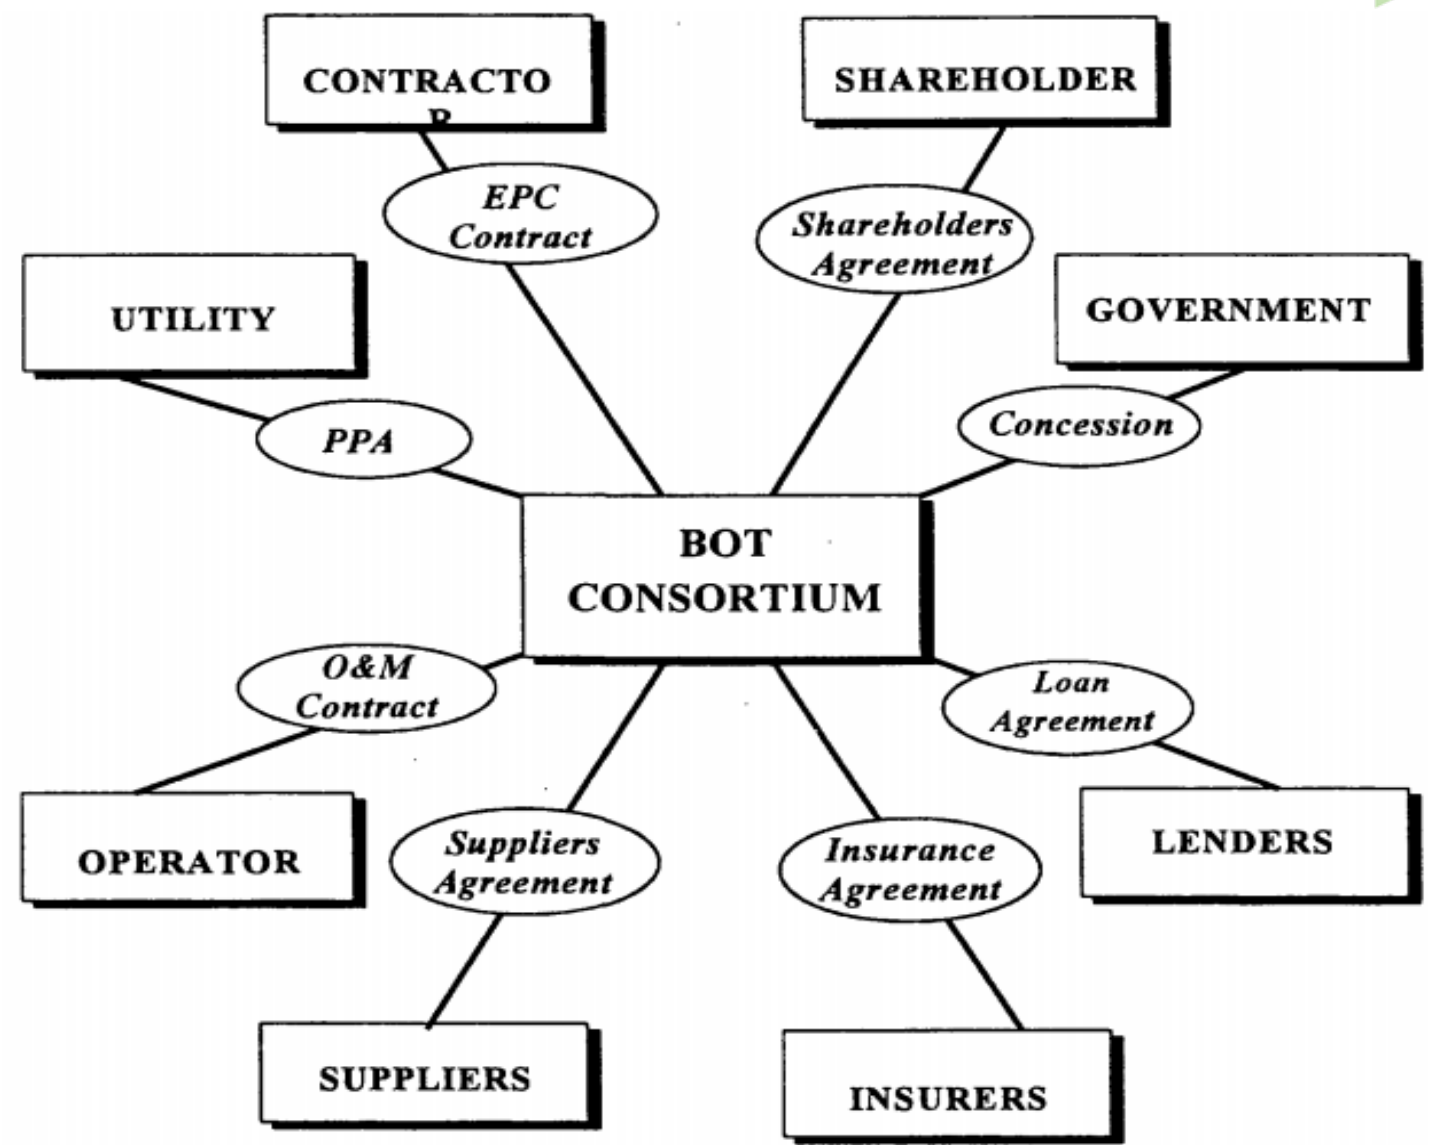 CONTRACTO
R
SHAREHOLDER
EPC
Contract
Shareholders
Agreement
UTILITY
GOVERNMENT
PPA
Concession
BOT
CONSORTIUM
O&M
Contract
Loan
Agreement
OPERATOR
Suppliers
Agreement
Insurance
Agreement
LENDERS
SUPPLIERS
INSURERS